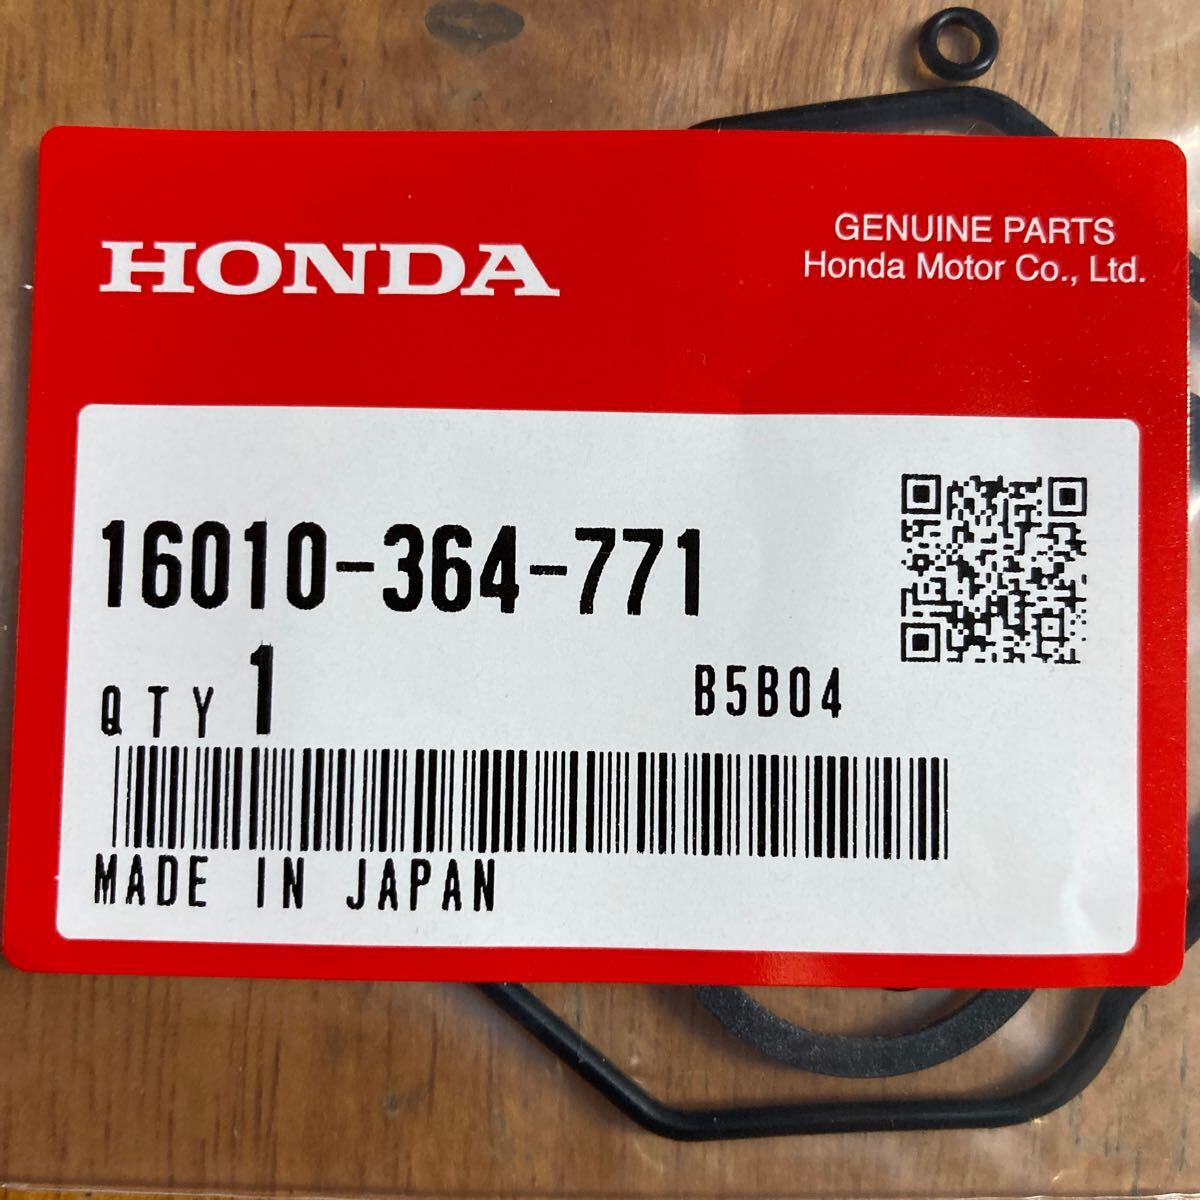 HONDA
GENUINE PARTS
Honda Motor Co., Ltd.
16010-364-771
QTY 1
B5B04
MADE IN JAPAN